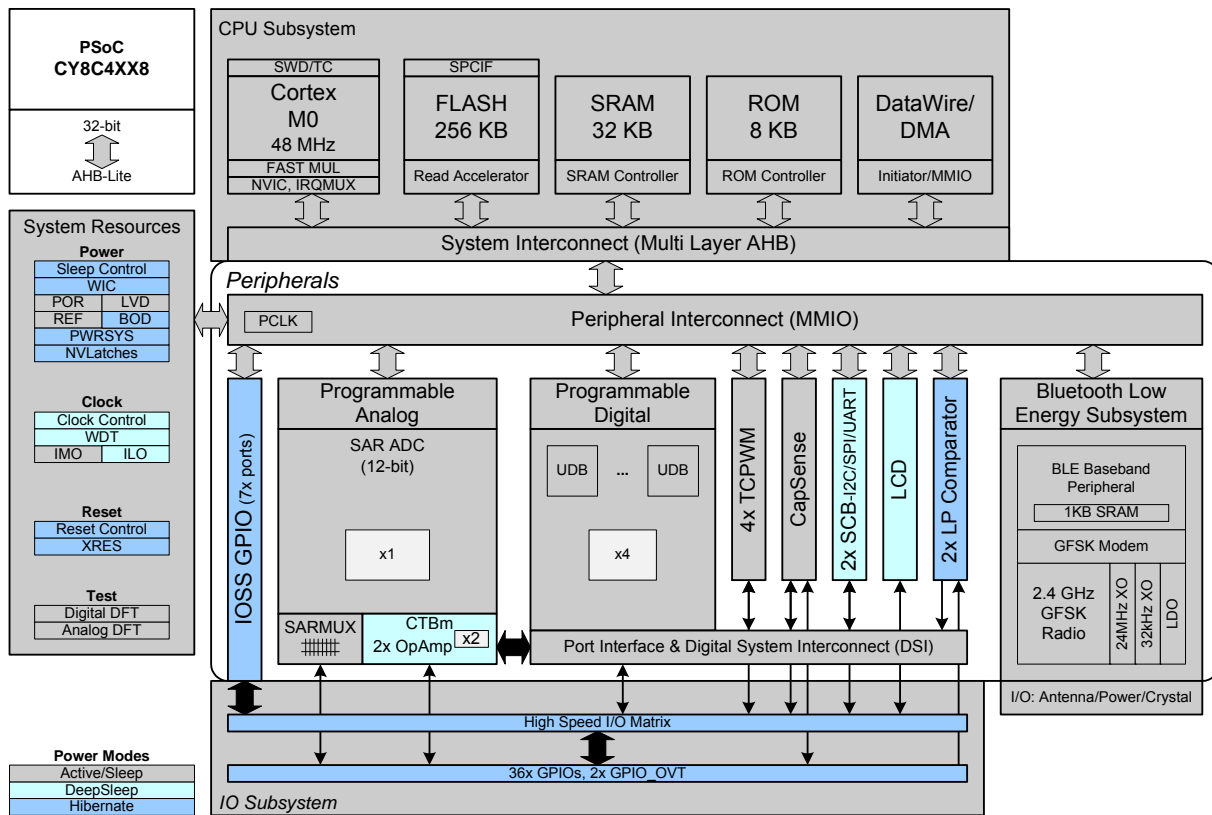 PSoC
CY8C4XX8
32-bit
AHB-Lite
CPU Subsystem
SWD/TC
Cortex
M0
48 MHz
FAST MUL
NVIC, IRQMUX
SPCIF
FLASH
256 KB
Read Accelerator
SRAM
32 KB
SRAM Controller
ROM
8 KB
ROM Controller
DataWire/
DMA
Initiator/MMIO
System Interconnect (Multi Layer AHB)
System Resources
Power
Sleep Control
WIC
POR
LVD
REF
BOD
PWRSYS
NVLatches
Clock
Clock Control
WDT
IMO
ILO
Reset
Reset Control
XRES
Test
Digital DFT
Analog DFT
Peripherals
PCLK
Peripheral Interconnect (MMIO)
IOSS GPIO (7x ports)
Programmable
Analog
SAR ADC
(12-bit)
x1
SARMUX
CTBm
2x OpAmp
x2
Programmable
Digital
UDB
...
UDB
x4
4x TCPWM
CapSense
2x SCB-I2C/SPI/UART
LCD
2x LP Comparator
Port Interface & Digital System Interconnect (DSI)
Bluetooth Low
Energy Subsystem
BLE Baseband
Peripheral
1KB SRAM
GFSK Modem
2.4 GHz
GFSK
Radio
24MHz XO
32kHz XO
LDO
I/O: Antenna/Power/Crystal
High Speed I/O Matrix
36x GPIOs, 2x GPIO_OVT
IO Subsystem
Power Modes
Active/Sleep
DeepSleep
Hibernate